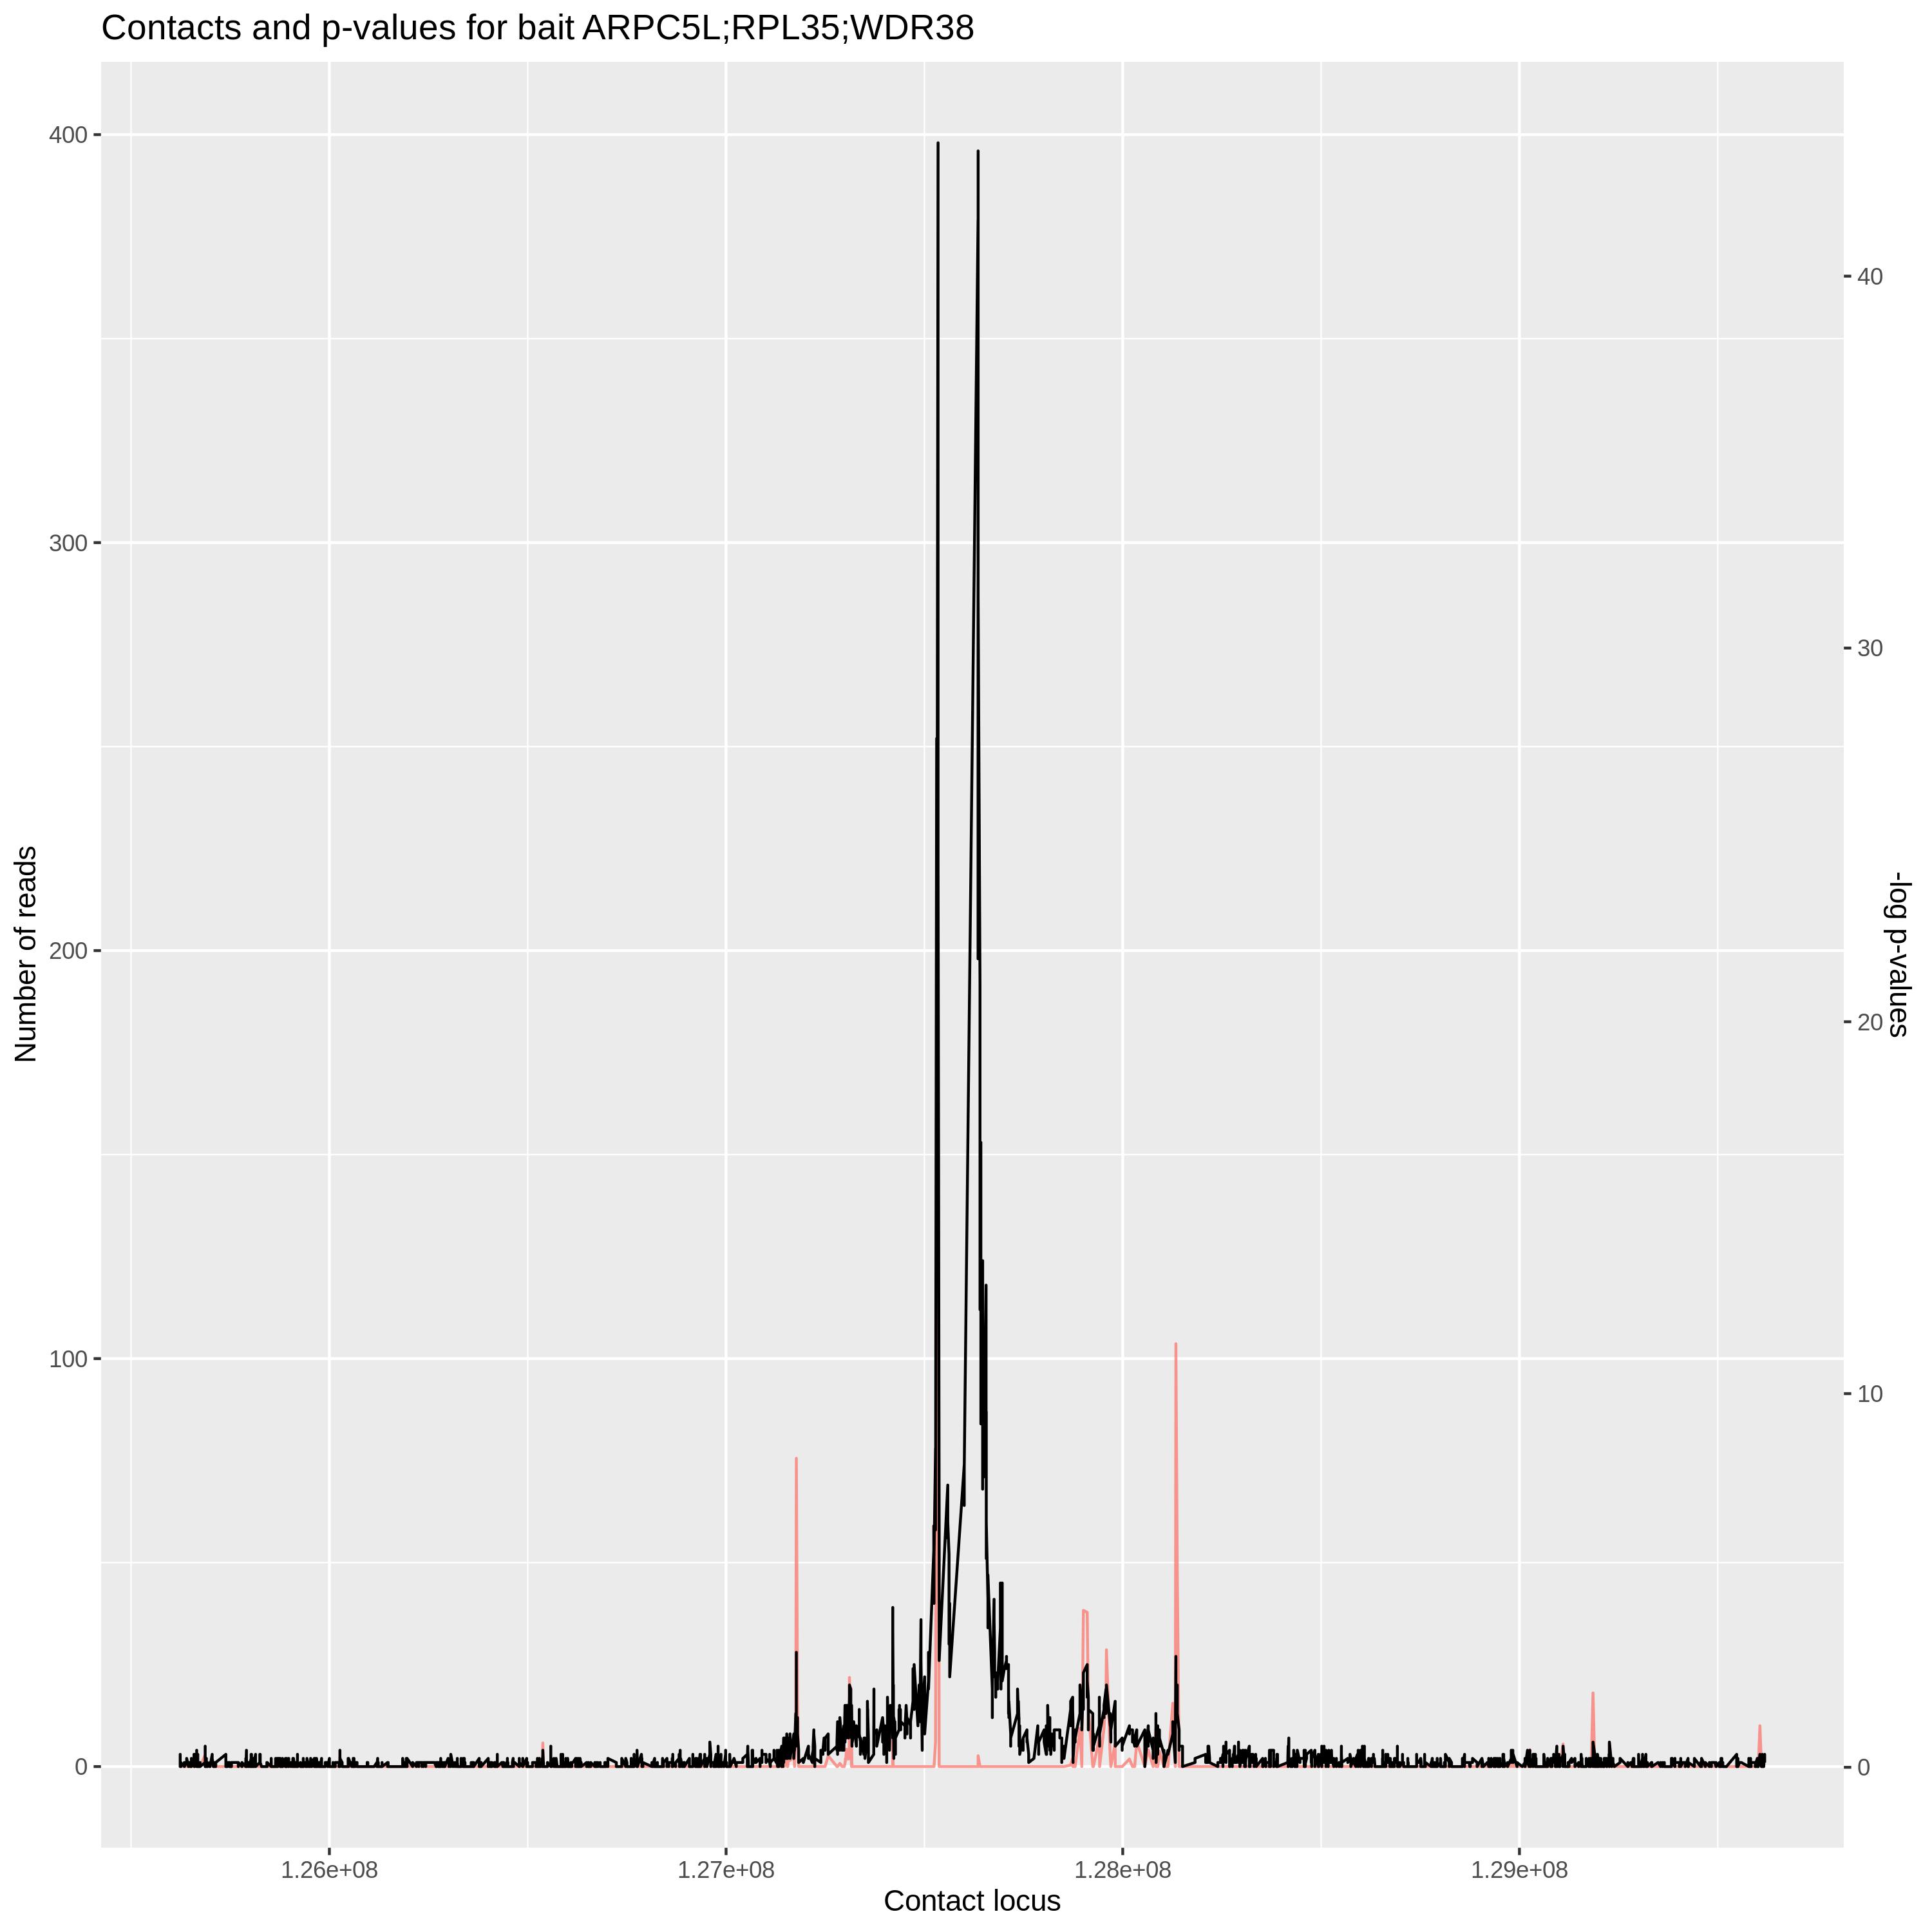 Contacts and p-values for bait ARPC5L;RPL35;WDR38
400
300
200
100
0
Number of reads
40
30
20
10
0
-log p-values
1.26e+08
1.27e+08
1.28e+08
1.29e+08
Contact locus